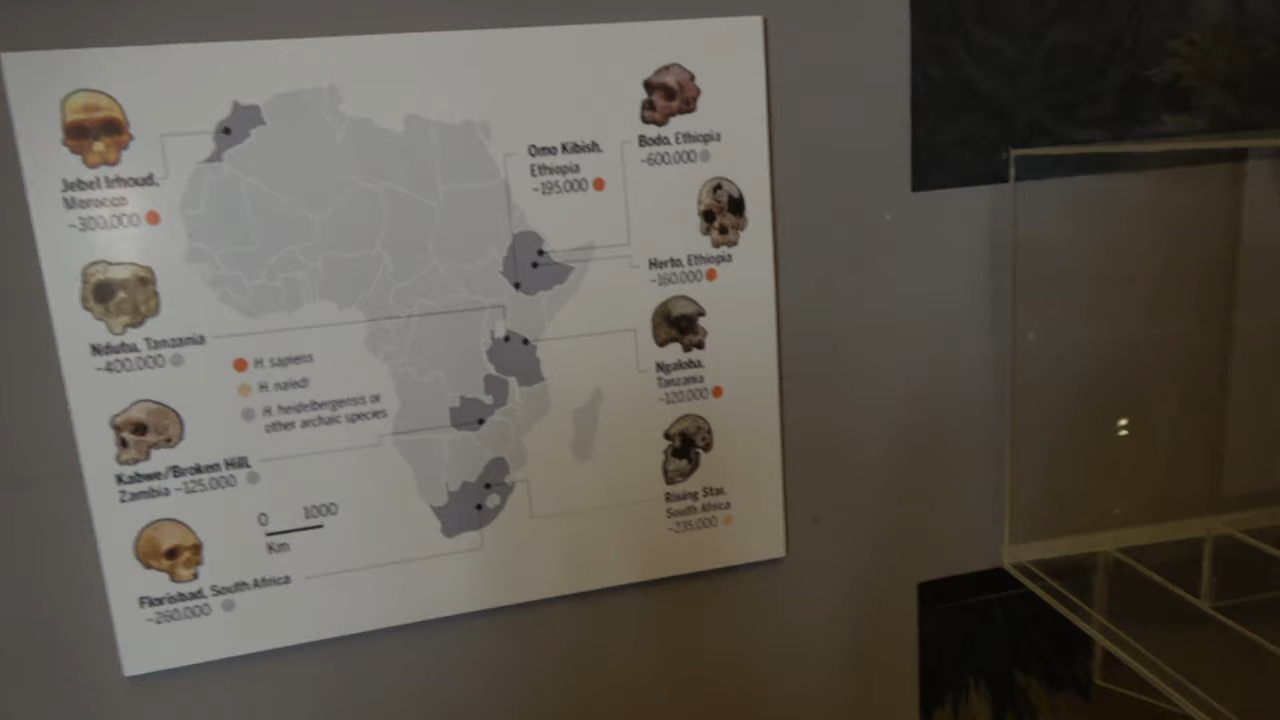 Jebel Irhoud,
Morocco
~300,000
Ndutu, Tanzania
~400,000
H. sapiens
H. naledi
H. heidelbergensis or
other archaic species
Kabwe/Broken Hill,
Zambia ~125,000
0 1000
Km
Florisbad, South Africa
~260,000
Omo Kibish,
Ethiopia
~195,000
Bodo, Ethiopia
~600,000
Herto, Ethiopia
~160,000
Ngaloba,
Tanzania
~120,000
Rising Star,
South Africa
~235,000